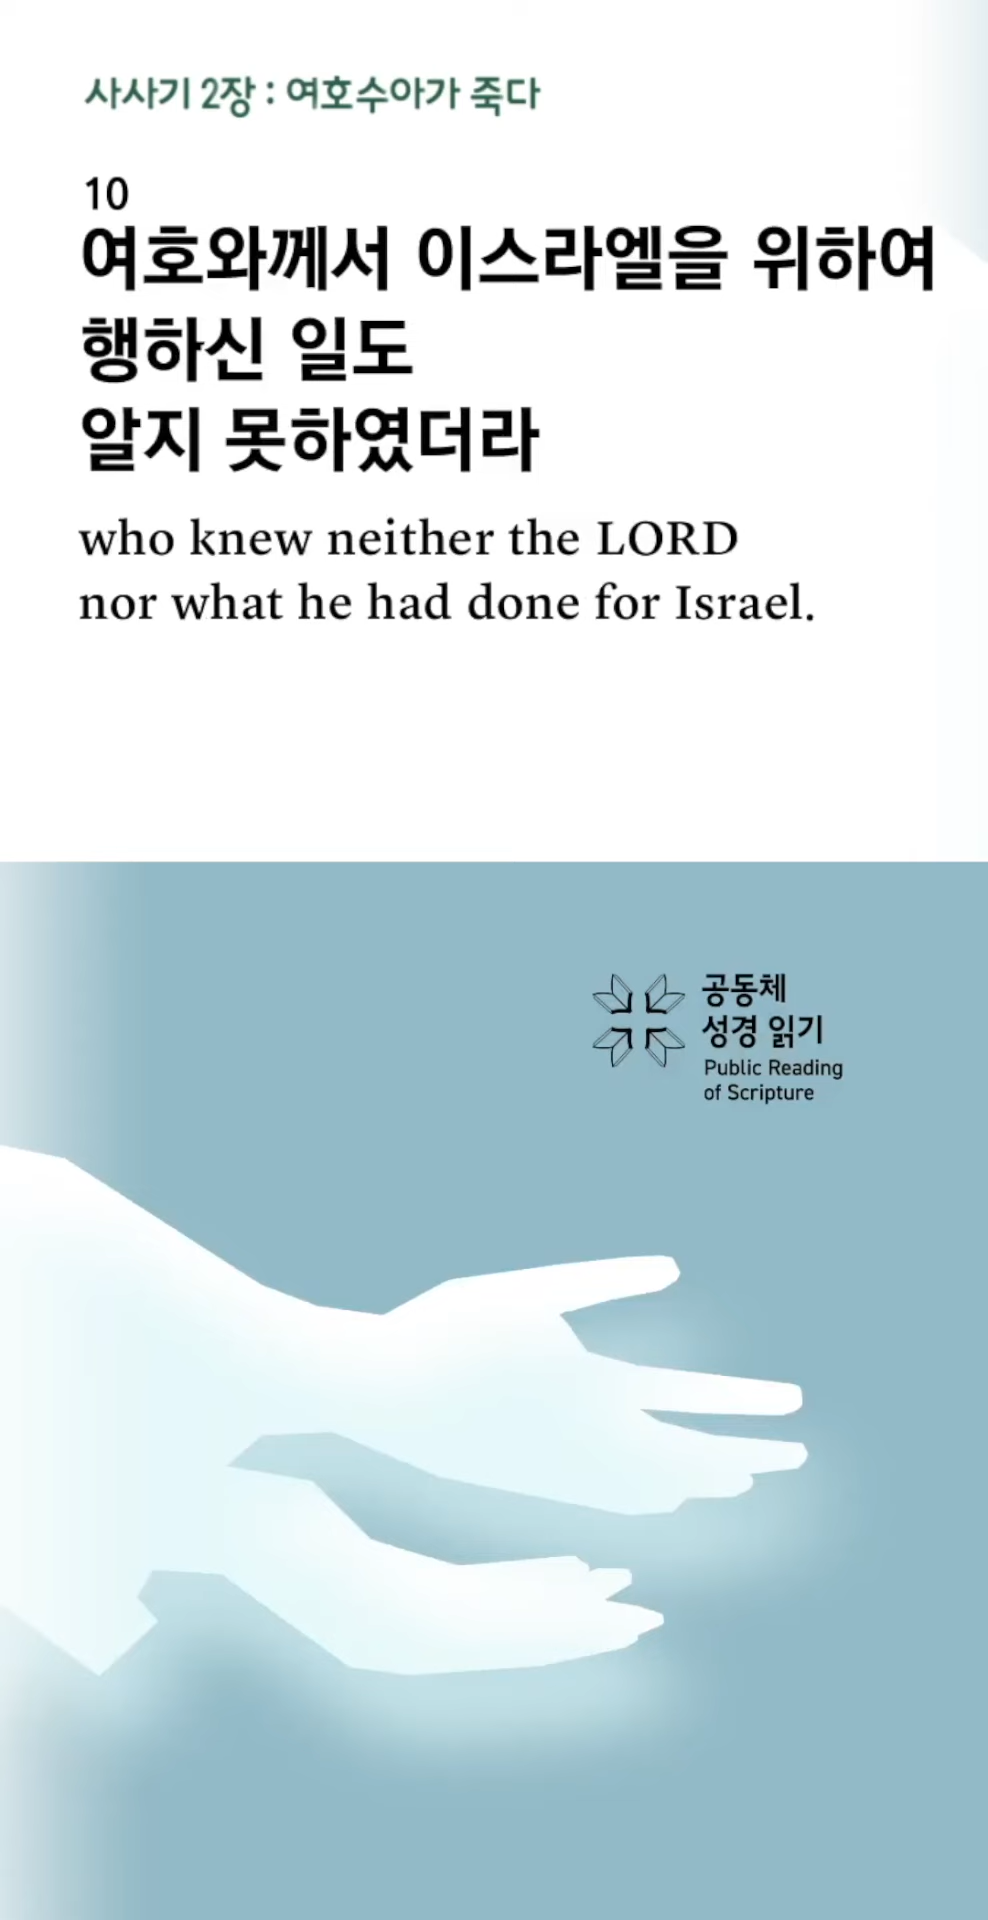 사사기 2장 : 여호수아가 죽다
10
여호와께서 이스라엘을 위하여
행하신 일도
알지 못하였더라
who knew neither the LORD
nor what he had done for Israel.
공동체
성경 읽기
Public Reading
of Scripture